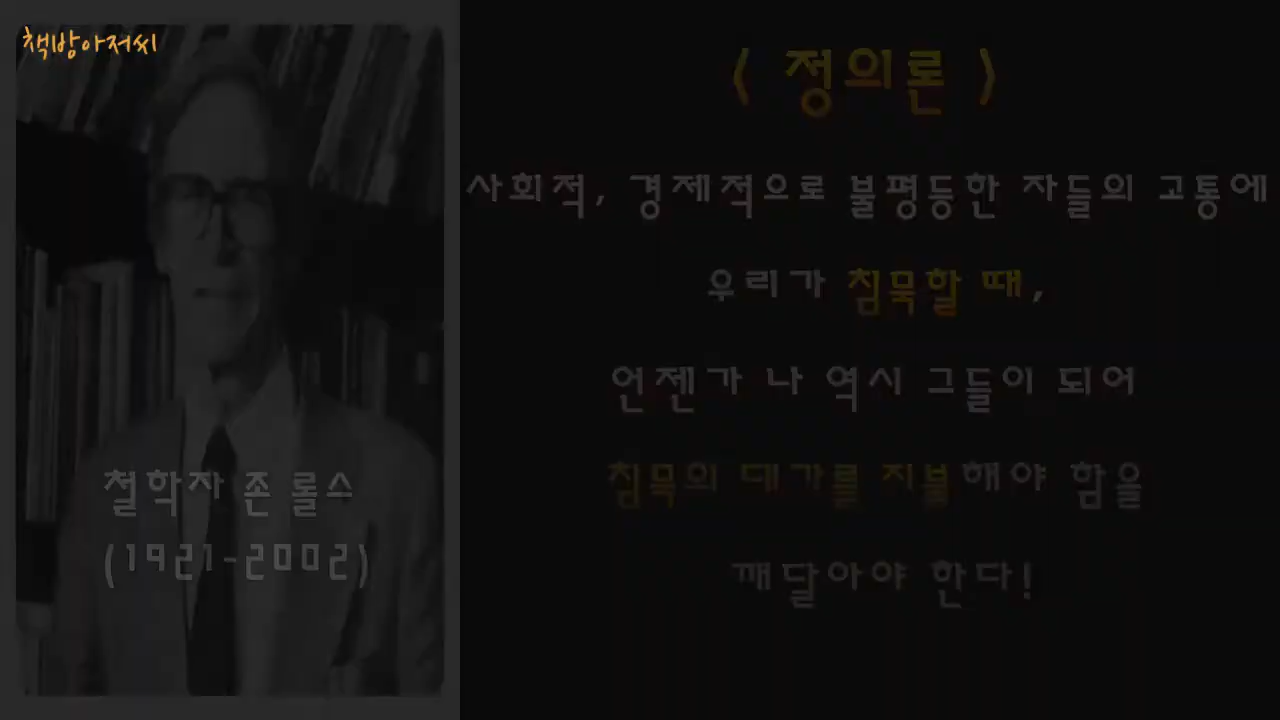 책방아저씨
철학자 존 롤스
(1921-2002)
< 정의론 >
사회적, 경제적으로 불평등한 자들의 고통에
우리가 침묵할 때,
언젠가 나 역시 그들이 되어
침묵의 대가를 지불해야 함을
깨달아야 한다!